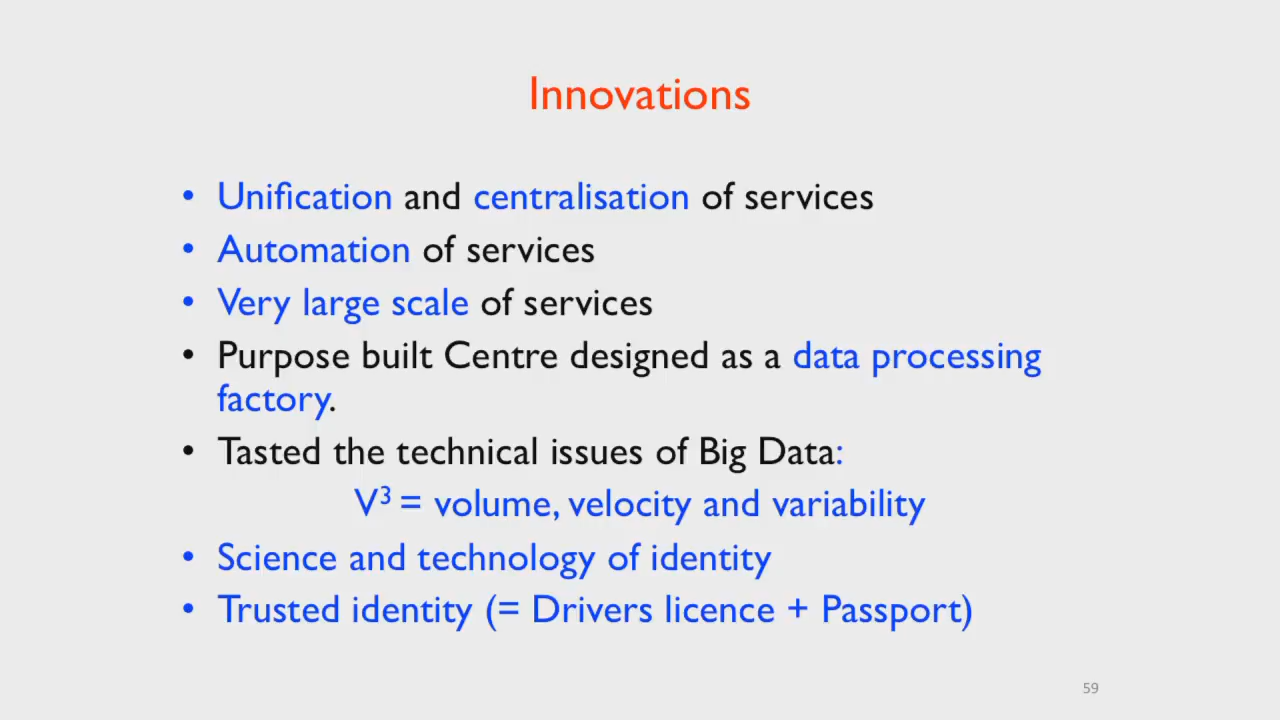 Innovations
• Unification and centralisation of services
• Automation of services
• Very large scale of services
• Purpose built Centre designed as a data processing
factory.
• Tasted the technical issues of Big Data:
V³ = volume, velocity and variability
• Science and technology of identity
• Trusted identity (= Drivers licence + Passport)
59